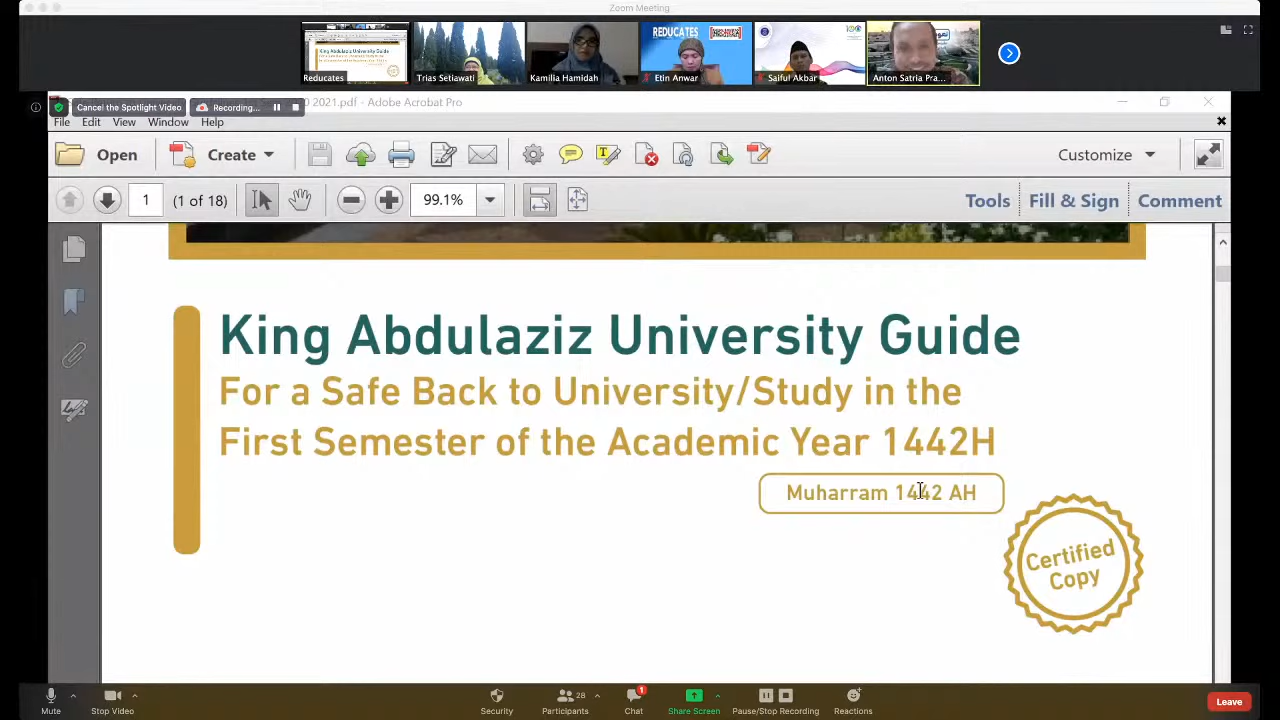 Zoom Meeting
REDUCATES
Reducates
Trias Setiawati
Kamilia Hamidah
Etin Anwar
Saiful Akbar
Anton Satria Pra...
Cancel the Spotlight Video
Recording...
2021.pdf - Adobe Acrobat Pro
File Edit View Window Help
Open
Create
Customize
1
(1 of 18)
99.1%
Tools
Fill & Sign
Comment
King Abdulaziz University Guide
For a Safe Back to University/Study in the
First Semester of the Academic Year 1442H
Muharram 1442 AH
Certified
Copy
Mute
Stop Video
Security
Participants
28
Chat
1
Share Screen
Pause/Stop Recording
Reactions
Leave